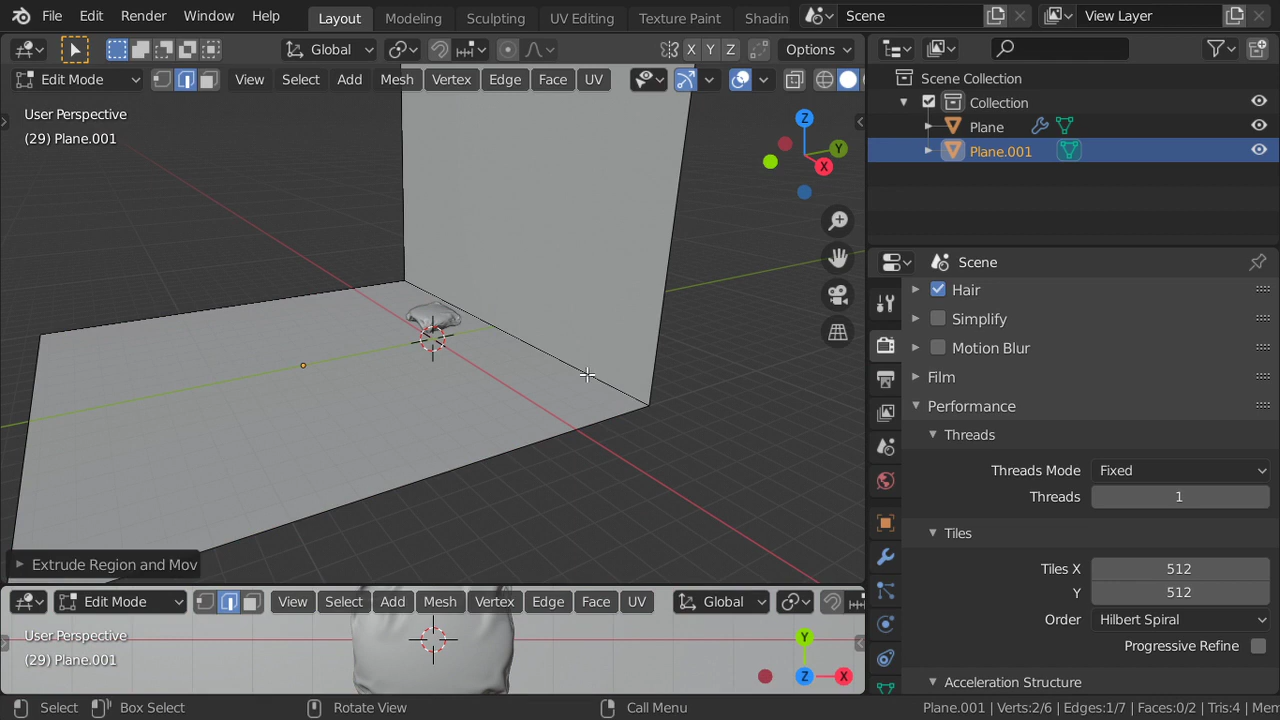 Edit Render Window Help Layout Modeling Sculpting UV Editing Texture Paint Shadin Scene View Layer
Global X Y Z Options
Edit Mode View Select Add Mesh Vertex Edge Face UV
User Perspective
(29) Plane.001
Z
Y
X
Extrude Region and Mov
Edit Mode View Select Add Mesh Vertex Edge Face UV Global
User Perspective
(29) Plane.001
Y
Z
X
Scene Collection
Collection
Plane
Plane.001
Scene
Hair
Simplify
Motion Blur
Film
Performance
Threads
Threads Mode Fixed
Threads 1
Tiles
Tiles X 512
Y 512
Order Hilbert Spiral
Progressive Refine
Acceleration Structure
Select Box Select Rotate View Call Menu Plane.001 | Verts:2/6 | Edges:1/7 | Faces:0/2 | Tris:4 | Mem